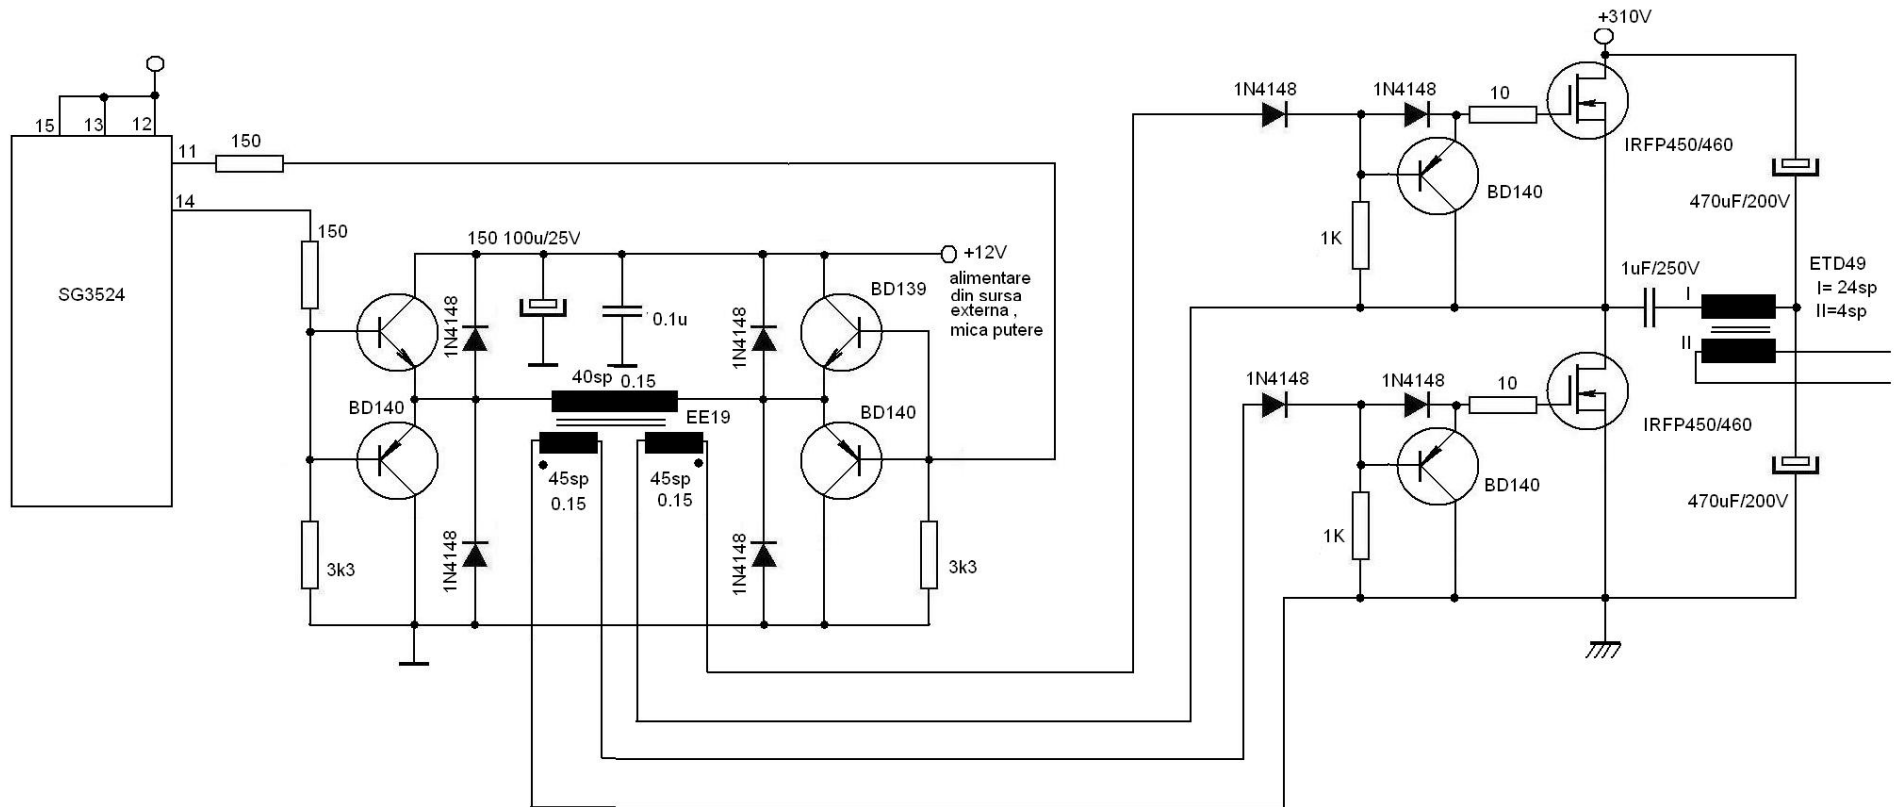 +310V
15
13
12
1N4148
1N4148
10
150
11
IRFP450/460
14
BD140
470uF/200V
150
150 100u/25V
+12V
1K
alimentare
din sursa
externa ,
mica putere
SG3524
BD139
1uF/250V
ETD49
I= 24sp
II=4sp
I
0.1u
1N4148
1N4148
II
40sp
0.15
1N4148
1N4148
10
BD140
EE19
BD140
IRFP450/460
45sp
0.15
45sp
0.15
BD140
470uF/200V
1K
3k3
1N4148
1N4148
3k3